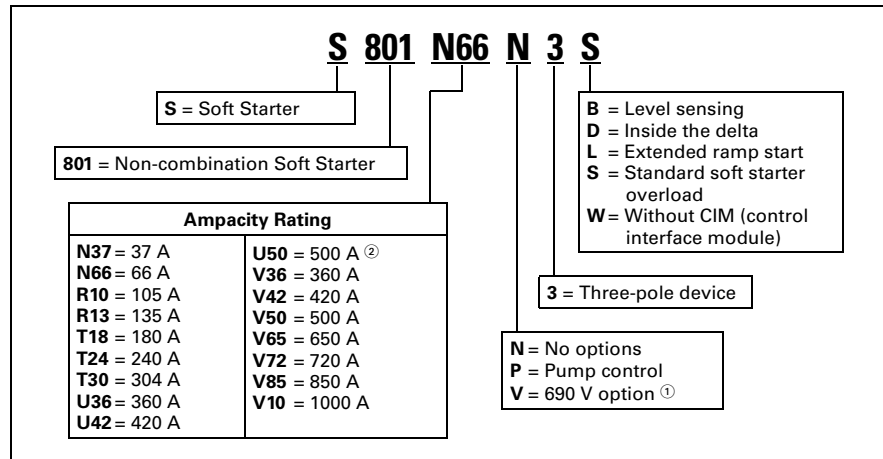 S 801 N66 N 3 S
S = Soft Starter
801 = Non-combination Soft Starter
Ampacity Rating
N37 = 37 A
N66 = 66 A
R10 = 105 A
R13 = 135 A
T18 = 180 A
T24 = 240 A
T30 = 304 A
U36 = 360 A
U42 = 420 A
U50 = 500 A ②
V36 = 360 A
V42 = 420 A
V50 = 500 A
V65 = 650 A
V72 = 720 A
V85 = 850 A
V10 = 1000 A
B = Level sensing
D = Inside the delta
L = Extended ramp start
S = Standard soft starter
overload
W = Without CIM (control
interface module)
3 = Three-pole device
N = No options
P = Pump control
V = 690 V option ①